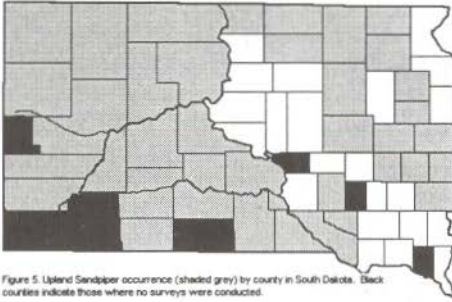 Figure 5. Upland Sandpiper occurrence (shaded grey) by county in South Dakota. Black
counties indicate those where no surveys were conducted.